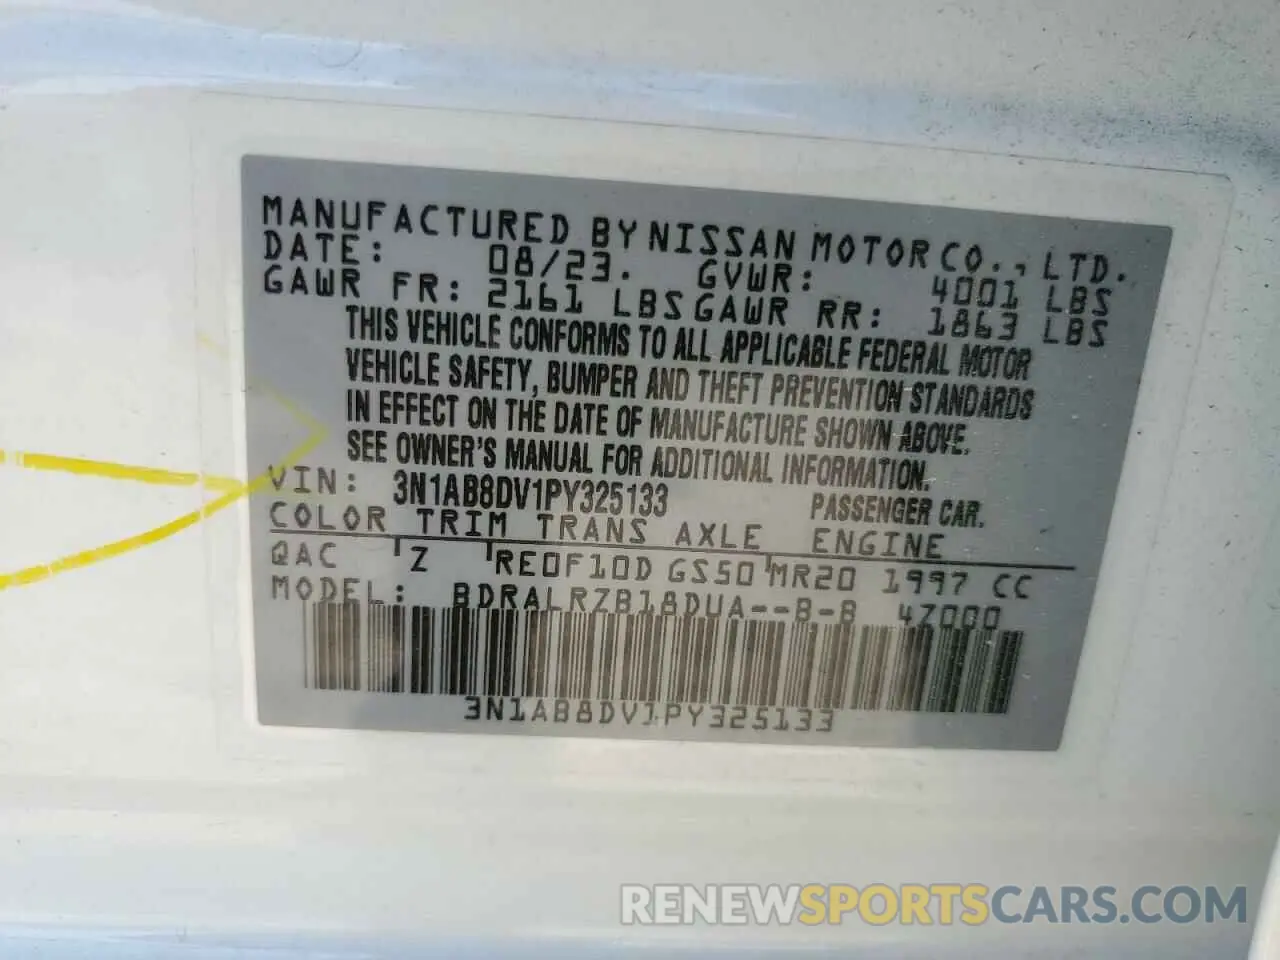 MANUFACTURED BY NISSAN MOTOR CO., LTD.
DATE: 08/23. GVWR: 4001 LBS
GAWR FR: 2161 LBS GAWR RR: 1863 LBS
THIS VEHICLE CONFORMS TO ALL APPLICABLE FEDERAL MOTOR
VEHICLE SAFETY, BUMPER AND THEFT PREVENTION STANDARDS
IN EFFECT ON THE DATE OF MANUFACTURE SHOWN ABOVE.
SEE OWNER'S MANUAL FOR ADDITIONAL INFORMATION.
VIN: 3N1AB8DV1PY325133 PASSENGER CAR.
COLOR TRIM TRANS AXLE ENGINE
QAC Z RE0F10D GS50 MR20 1997 CC
MODEL: BDRALRZB18DUA--B-8 4Z000
3N1AB8DV1PY325133
RENEWSPORTSCARS.COM